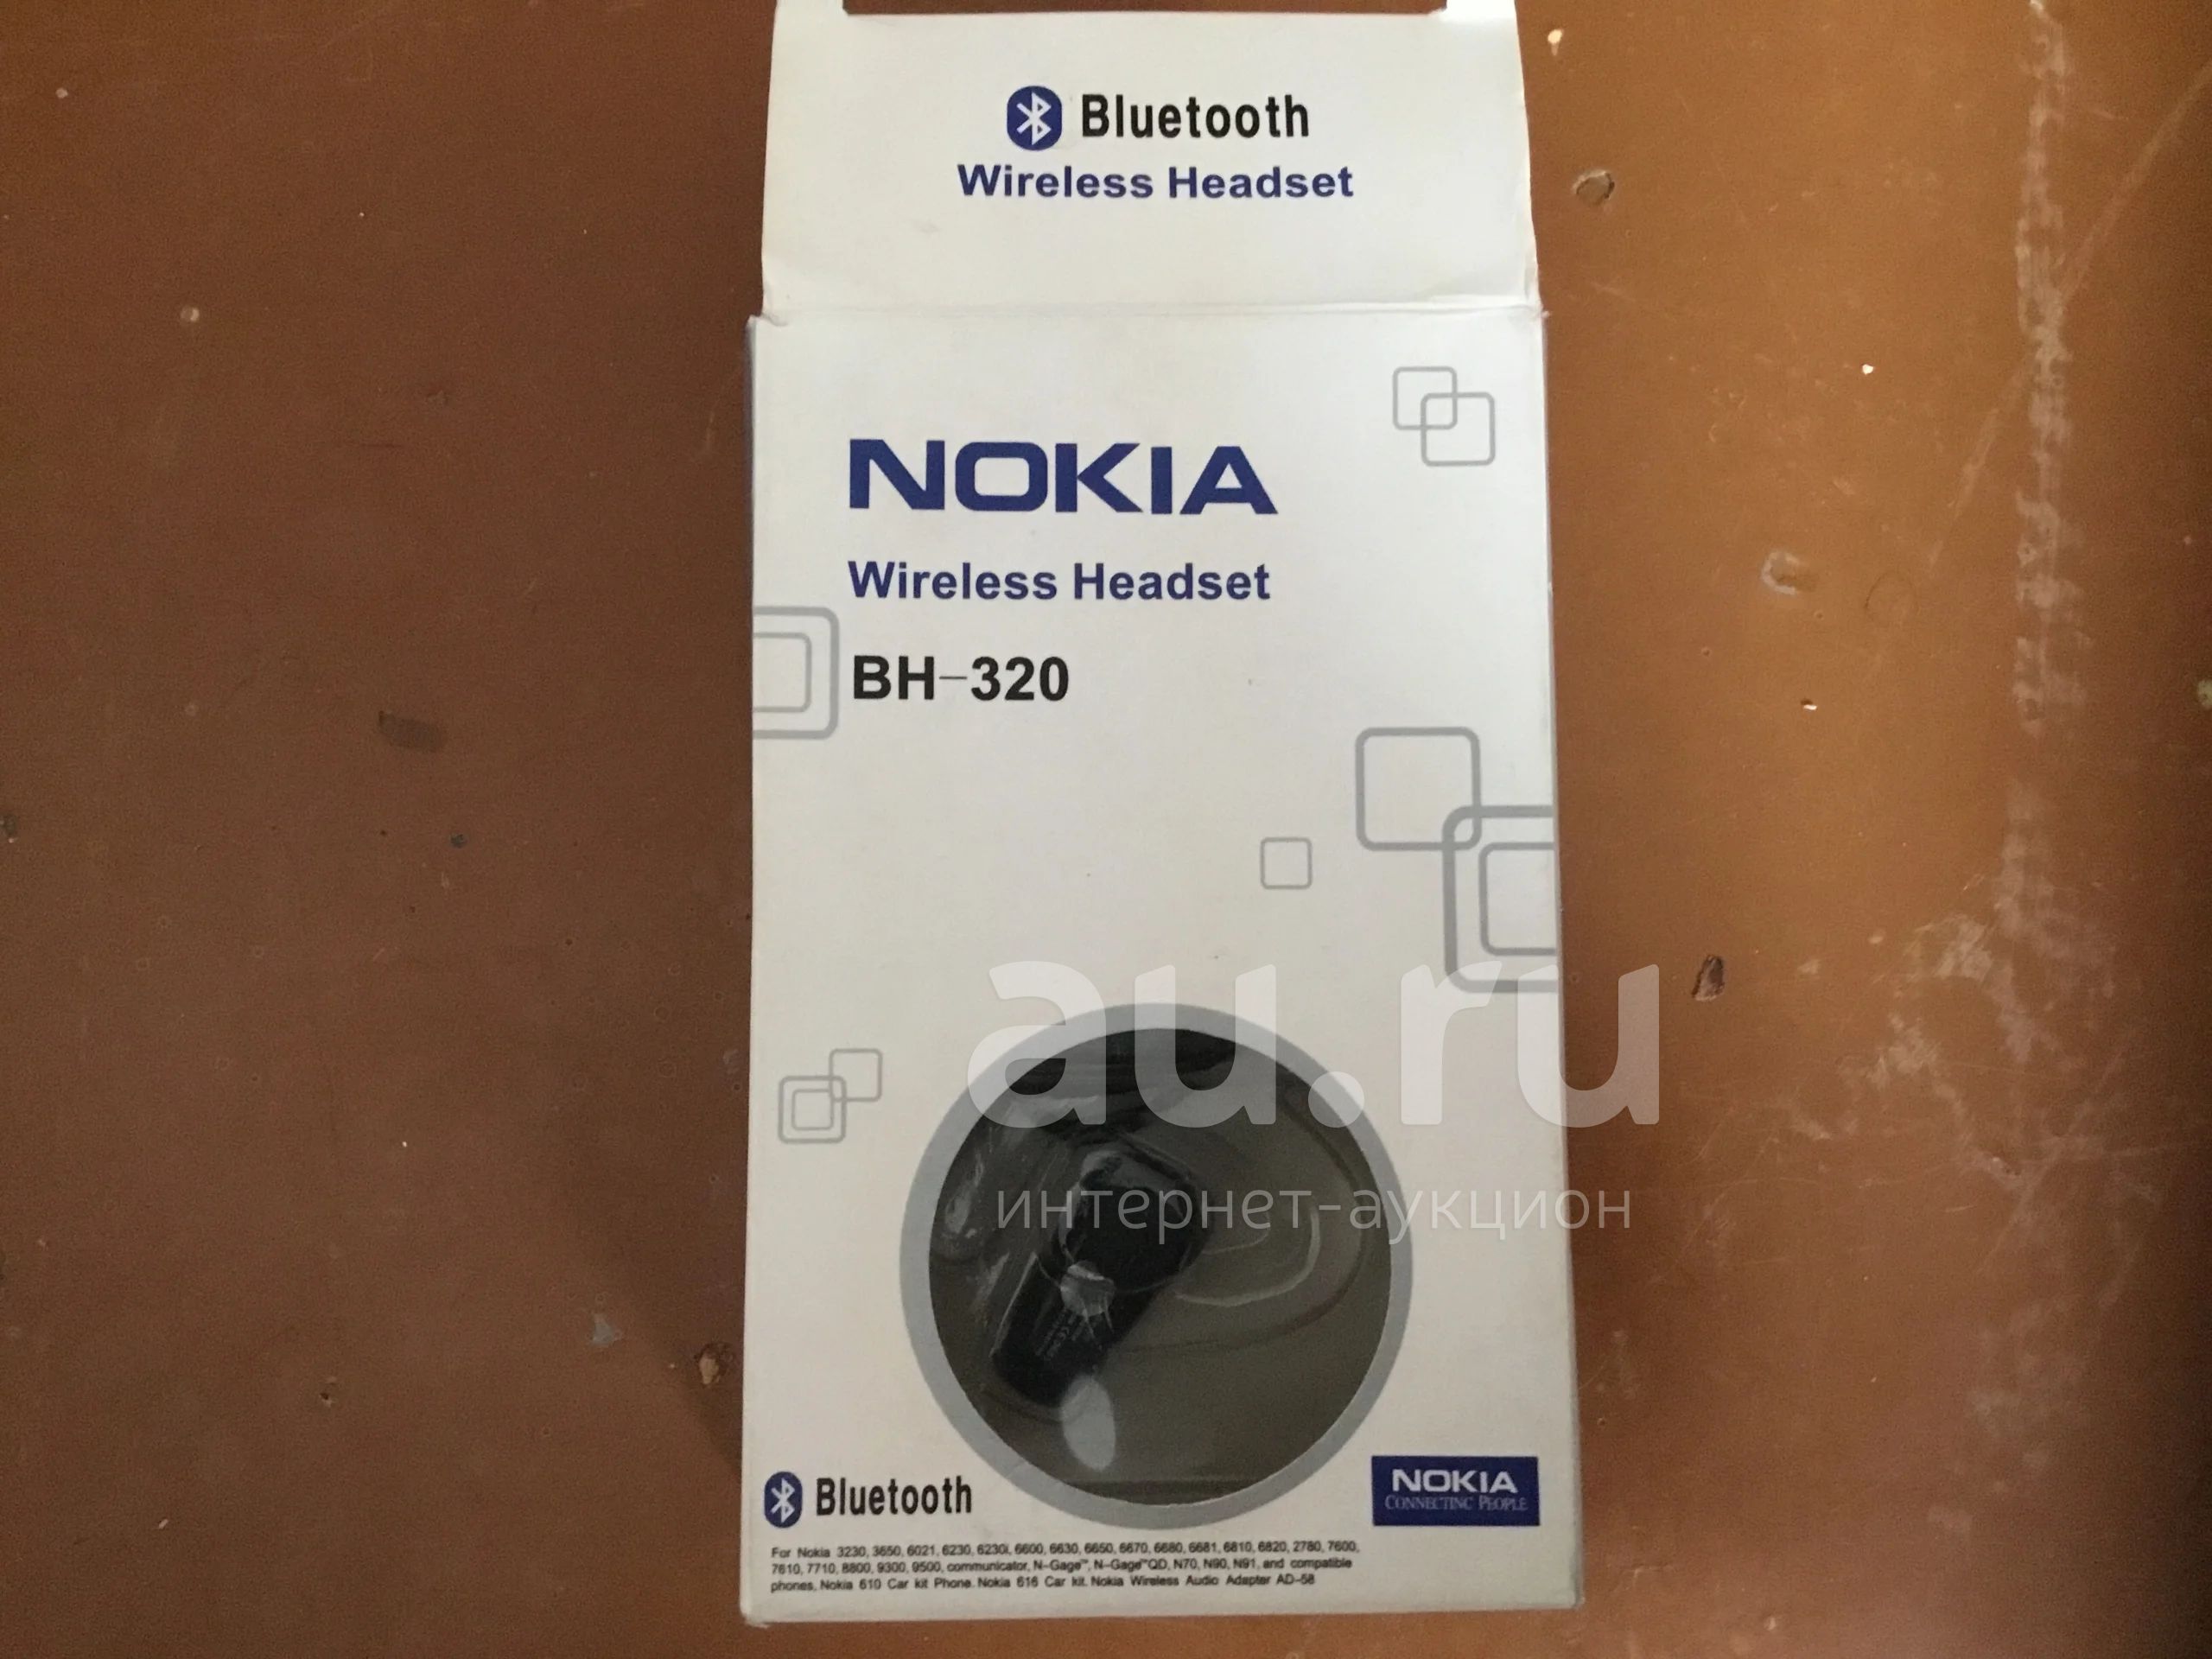 Bluetooth
Wireless Headset
NOKIA
Wireless Headset
BH-320
au.ru
интернет-аукцион
Bluetooth
NOKIA
CONNECTING PEOPLE
For Nokia 3230, 3650, 6021, 6230, 6230i, 6600, 6630, 6650, 6670, 6680, 6681, 6810, 6820, 2780, 7600,
7610, 7710, 8800, 9300, 9500, communicator, N-Gage™, N-Gage™QD, N70, N90, N91, and compatible
phones, Nokia 610 Car kit Phone. Nokia 616 Car kit. Nokia Wireless Audio Adapter AD-58